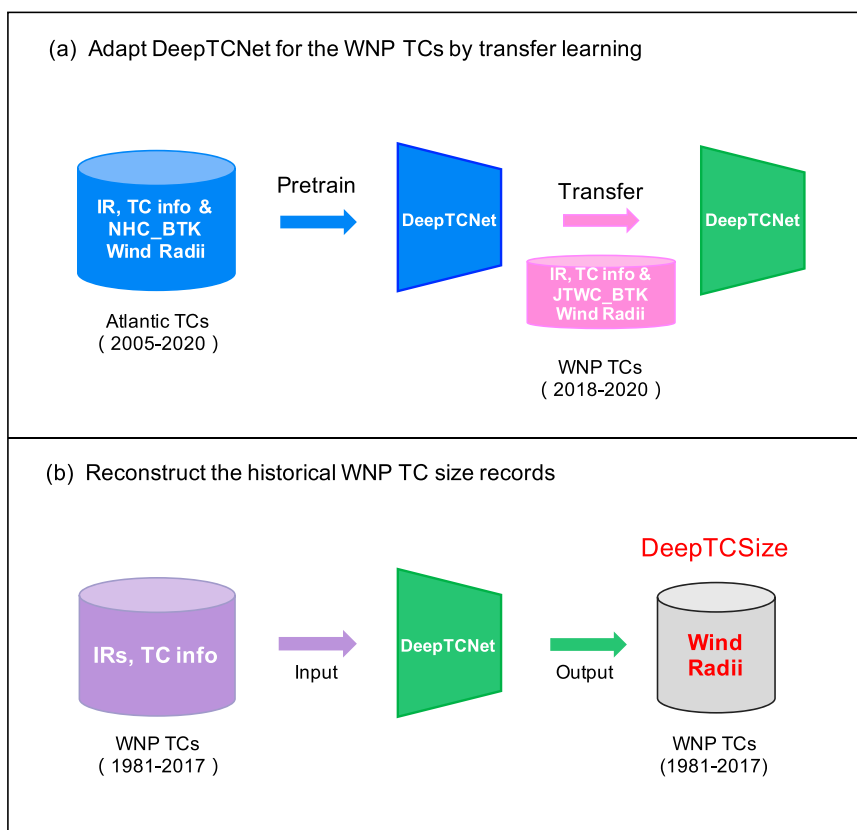 (a) Adapt DeepTCNet for the WNP TCs by transfer learning
IR, TC info &
NHC_BTK
Wind Radii
Atlantic TCs
( 2005-2020 )
Pretrain
DeepTCNet
Transfer
IR, TC info &
JTWC_BTK
Wind Radii
WNP TCs
( 2018-2020 )
DeepTCNet
(b) Reconstruct the historical WNP TC size records
IRs, TC info
WNP TCs
( 1981-2017 )
Input
DeepTCNet
Output
DeepTCSize
Wind
Radii
WNP TCs
(1981-2017)